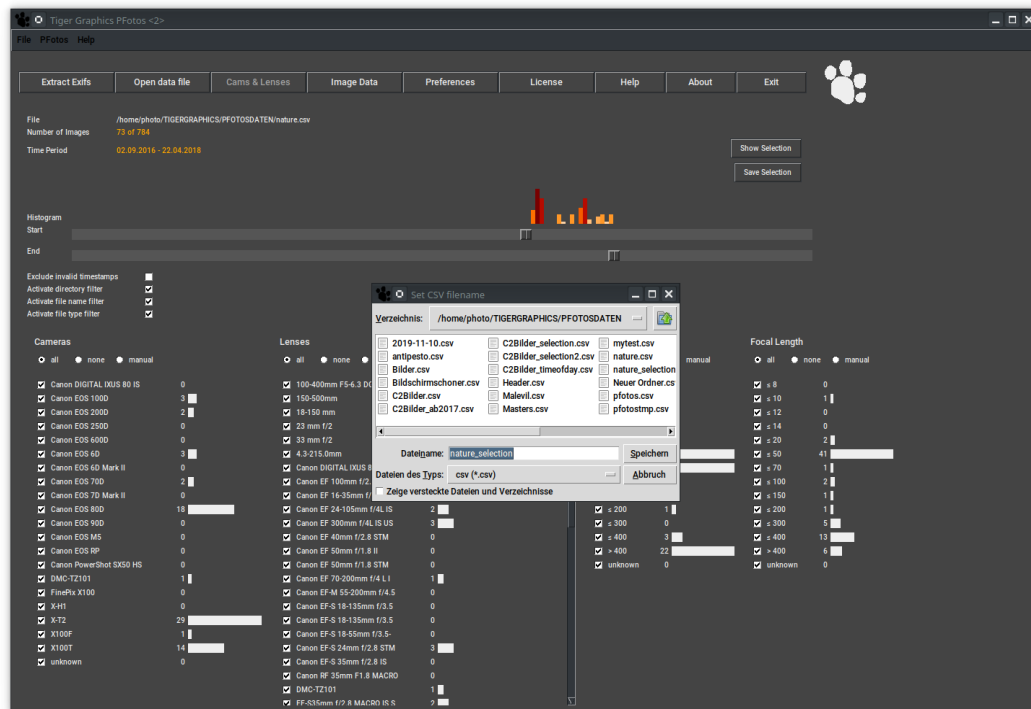 Tiger Graphics PFotos <2>
File PFotos Help
Extract Exifs Open data file Cams & Lenses Image Data Preferences License Help About Exit
File /home/photo/TIGERGRAPHICS/PFOTOSDATEN/nature.csv
Number of Images 73 of 784
Time Period 02.09.2016 - 22.04.2018
Show Selection
Save Selection
Histogram
Start
End
Exclude invalid timestamps
Activate directory filter
Activate file name filter
Activate file type filter
Set CSV filename
Verzeichnis: /home/photo/TIGERGRAPHICS/PFOTOSDATEN
2019-11-10.csv C2Bilder_selection.csv mytest.csv
antipesto.csv C2Bilder_selection2.csv nature.csv
Bilder.csv C2Bilder_timeofday.csv nature_selection
Bildschirmschoner.csv Header.csv Neuer Ordner.cs
C2Bilder.csv Malevil.csv pfotos.csv
C2Bilder_ab2017.csv Masters.csv pfotostmp.csv
Dateiname: nature_selection Speichern
Dateien des Typs: csv (*.csv) Abbruch
Zeige versteckte Dateien und Verzeichnisse
Cameras
all none manual
Canon DIGITAL IXUS 80 IS 0
Canon EOS 100D 3
Canon EOS 200D 2
Canon EOS 250D 0
Canon EOS 600D 0
Canon EOS 6D 3
Canon EOS 6D Mark II 0
Canon EOS 70D 2
Canon EOS 7D Mark II 0
Canon EOS 80D 18
Canon EOS 90D 0
Canon EOS M5 0
Canon EOS RP 0
Canon PowerShot SX50 HS 0
DMC-TZ101 1
FinePix X100 0
X-H1 0
X-T2 29
X100F 1
X100T 14
unknown 0
Lenses
all none
100-400mm F5-6.3 DG
150-500mm
18-150 mm
23 mm f/2
33 mm f/2
4.3-215.0mm
Canon DIGITAL IXUS 8
Canon EF 100mm f/2.
Canon EF 16-35mm f/
Canon EF 24-105mm f/4L IS 2
Canon EF 300mm f/4L IS US 3
Canon EF 40mm f/2.8 STM 0
Canon EF 50mm f/1.8 II 0
Canon EF 50mm f/1.8 STM 0
Canon EF 70-200mm f/4 L I 1
Canon EF-M 55-200mm f/4.5 0
Canon EF-S 18-135mm f/3.5 0
Canon EF-S 18-135mm f/3.5 0
Canon EF-S 18-55mm f/3.5- 0
Canon EF-S 24mm f/2.8 STM 3
Canon EF-S 35mm f/2.8 IS 0
Canon RF 35mm F1.8 MACRO 0
DMC-TZ101 1
EF-S35mm f/2.8 MACRO IS S 2
manual
≤ 200 1
≤ 300 0
≤ 400 3
> 400 22
unknown 0
Focal Length
all none manual
≤ 8 0
≤ 10 1
≤ 12 0
≤ 14 0
≤ 20 2
≤ 50 41
≤ 70 1
≤ 100 2
≤ 150 1
≤ 200 1
≤ 300 5
≤ 400 13
> 400 6
unknown 0